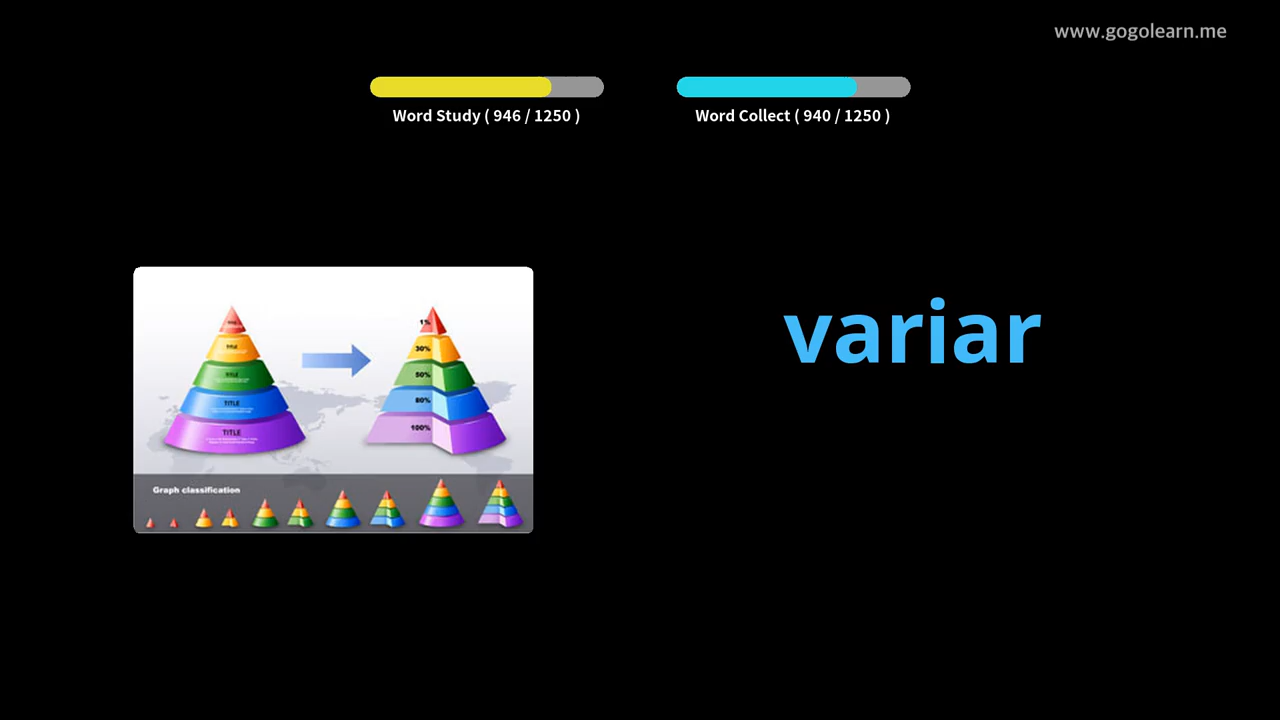 www.gogolearn.me
Word Study ( 946 / 1250 )
Word Collect ( 940 / 1250 )
variar
TITLE
TITLE
TITLE
TITLE
1%
30%
50%
80%
100%
Graph classification